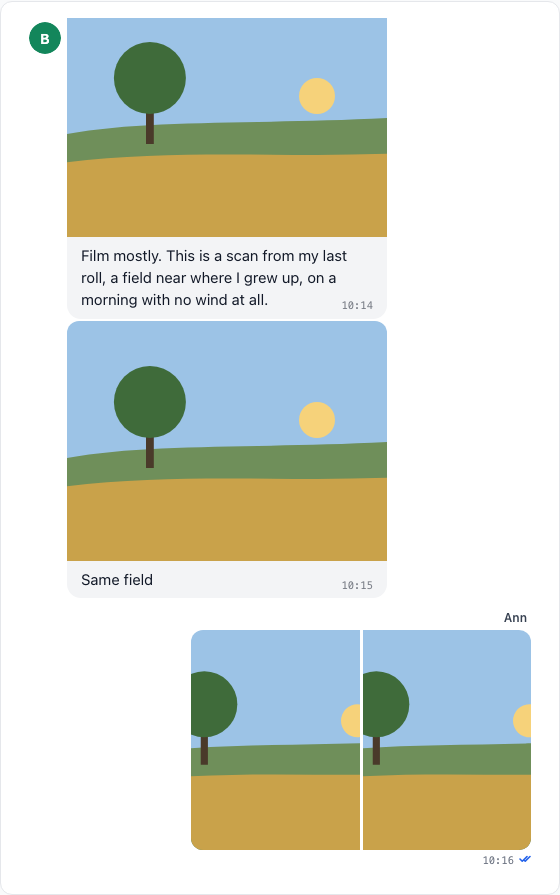 B
Film mostly. This is a scan from my last
roll, a field near where I grew up, on a
morning with no wind at all.
10:14
Same field
10:15
Ann
10:16